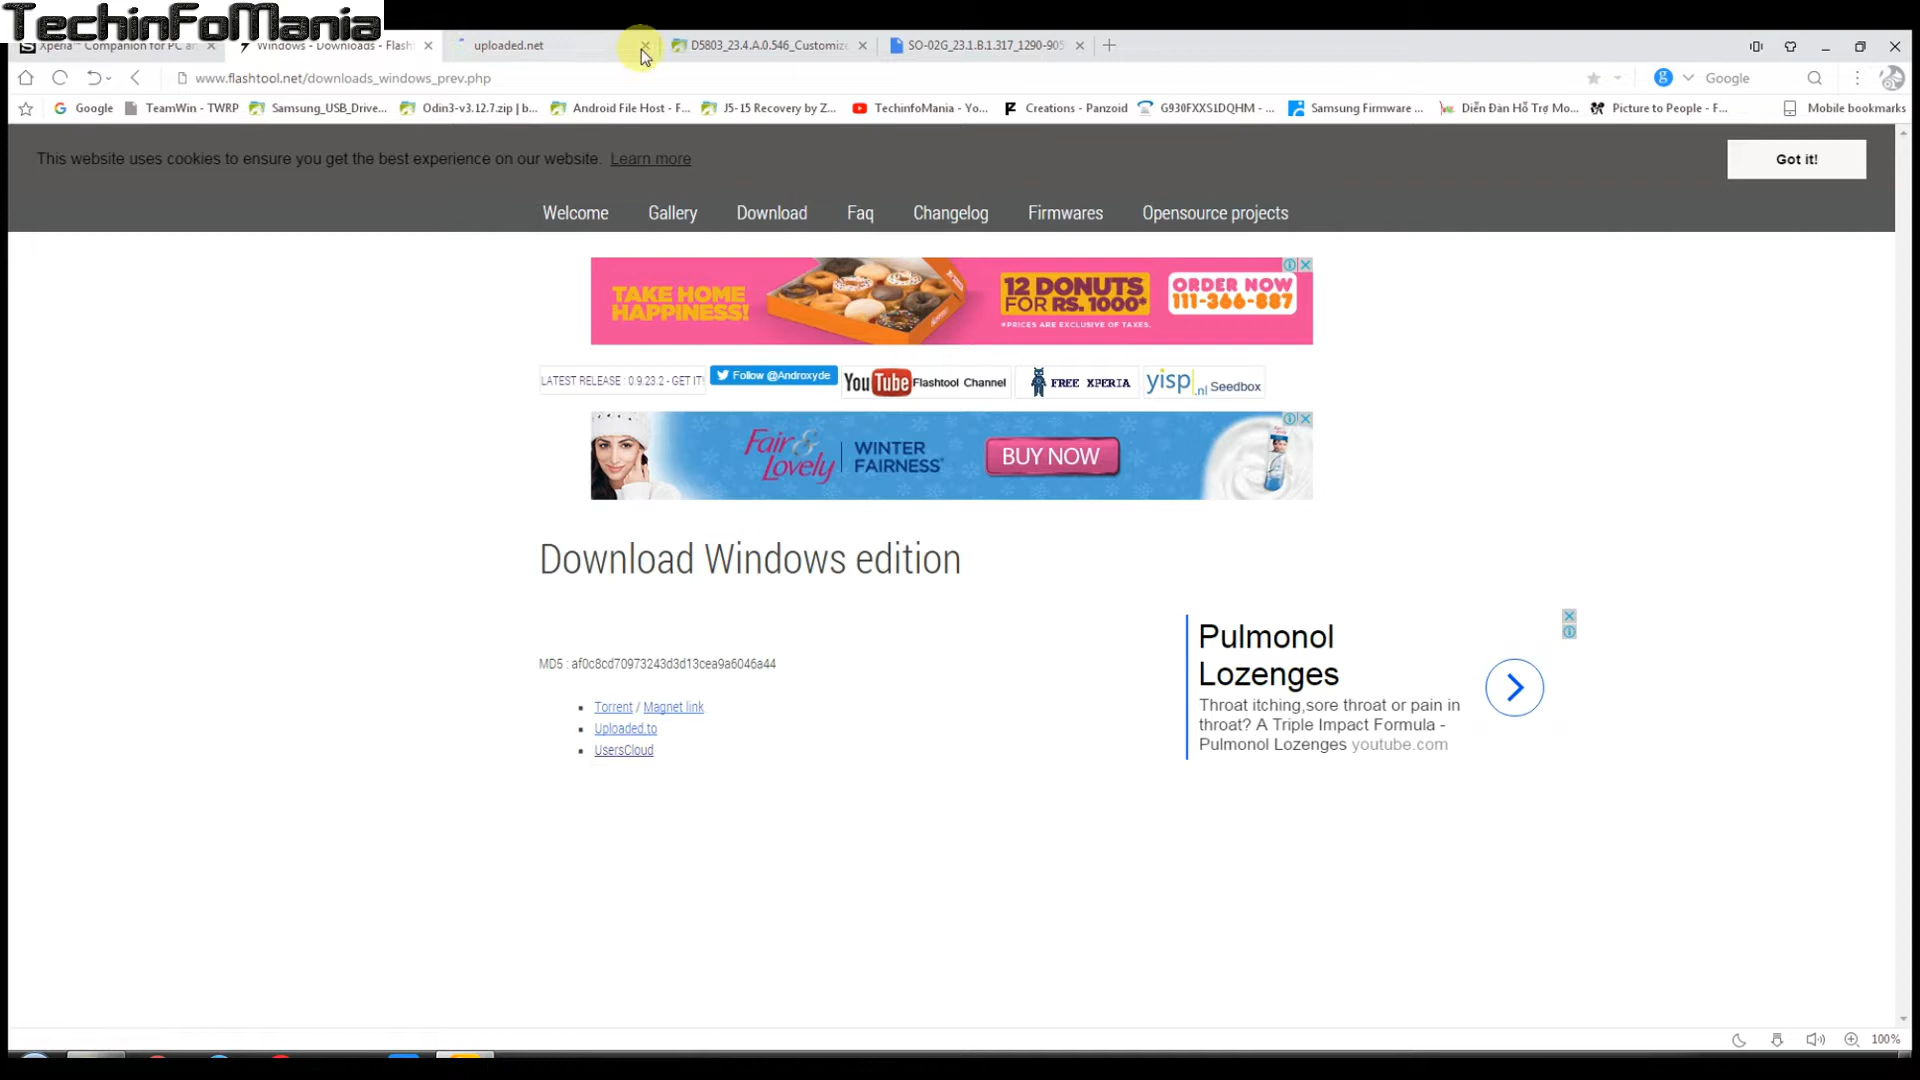 TechinFoMania
Xperia™ Companion for PC an
Windows - Downloads - Flash
uploaded.net
D5803_23.4.A.0.546_Customize
SO-02G_23.1.B.1.317_1290-905
www.flashtool.net/downloads_windows_prev.php
Google
Google
TeamWin - TWRP
Samsung_USB_Drive...
Odin3-v3.12.7.zip | b...
Android File Host - F...
J5-15 Recovery by Z...
TechinfoMania - Yo...
Creations - Panzoid
G930FXXS1DQHM - ...
Samsung Firmware ...
Diễn Đàn Hỗ Trợ Mo...
Picture to People - F...
Mobile bookmarks
This website uses cookies to ensure you get the best experience on our website. Learn more
Got it!
Welcome
Gallery
Download
Faq
Changelog
Firmwares
Opensource projects
TAKE HOME
HAPPINESS!
12 DONUTS
FOR RS. 1000*
*PRICES ARE EXCLUSIVE OF TAXES.
ORDER NOW
111-366-887
LATEST RELEASE : 0.9.23.2 - GET IT!
Follow @Androxyde
YouTube Flashtool Channel
FREE XPERIA
yisp.nl Seedbox
Fair & Lovely
WINTER
FAIRNESS
BUY NOW
Download Windows edition
MD5 : af0c8cd70973243d3d13cea9a6046a44
Torrent / Magnet link
Uploaded.to
UsersCloud
Pulmonol
Lozenges
Throat itching,sore throat or pain in
throat? A Triple Impact Formula -
Pulmonol Lozenges youtube.com
100%